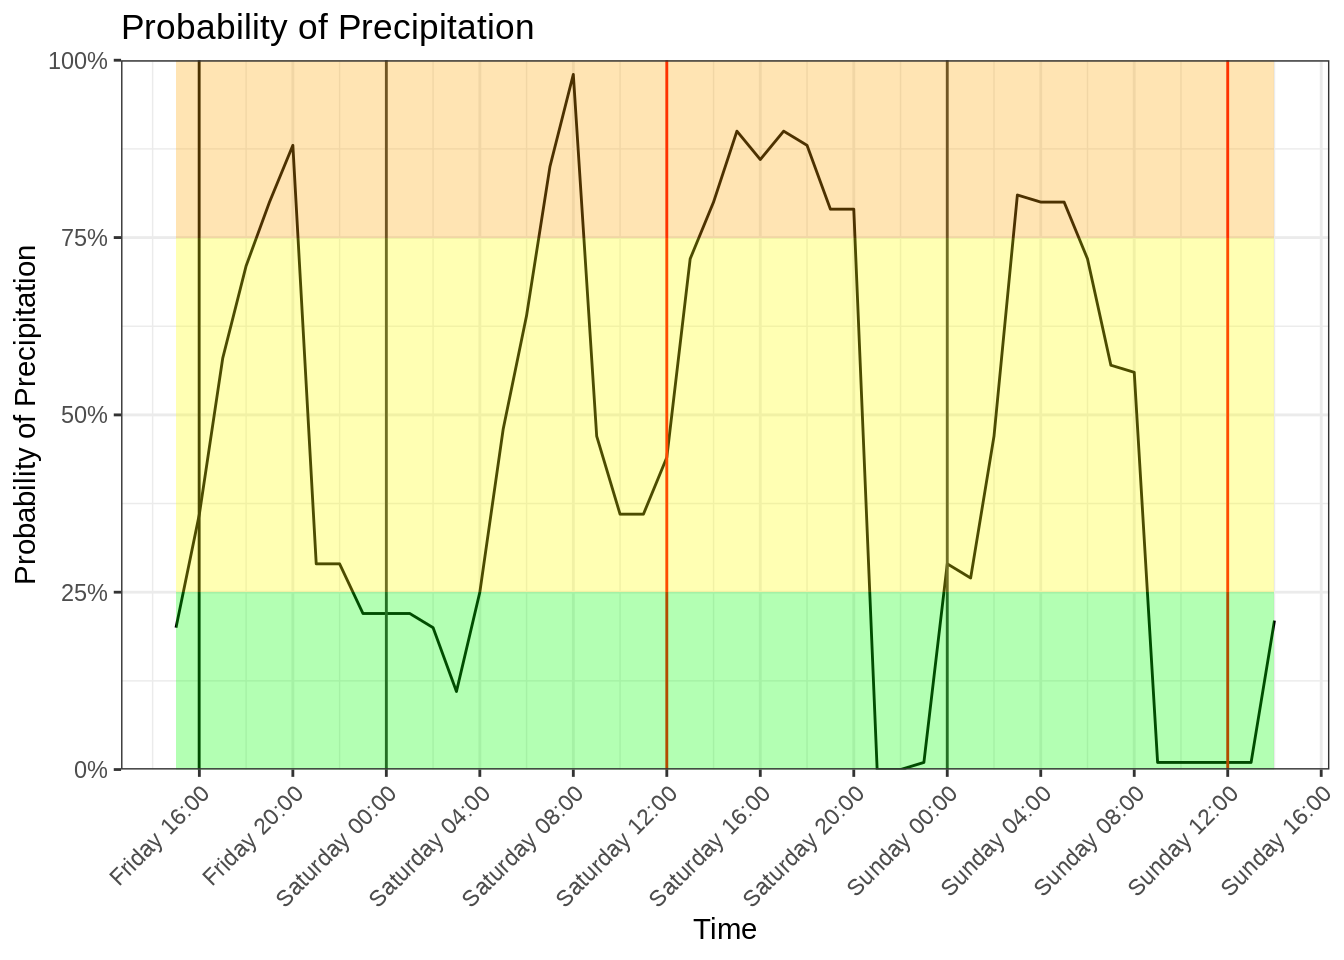 Probability of Precipitation
Probability of Precipitation
100%
75%
50%
25%
0%
Friday 16:00
Friday 20:00
Saturday 00:00
Saturday 04:00
Saturday 08:00
Saturday 12:00
Saturday 16:00
Saturday 20:00
Sunday 00:00
Sunday 04:00
Sunday 08:00
Sunday 12:00
Sunday 16:00
Time